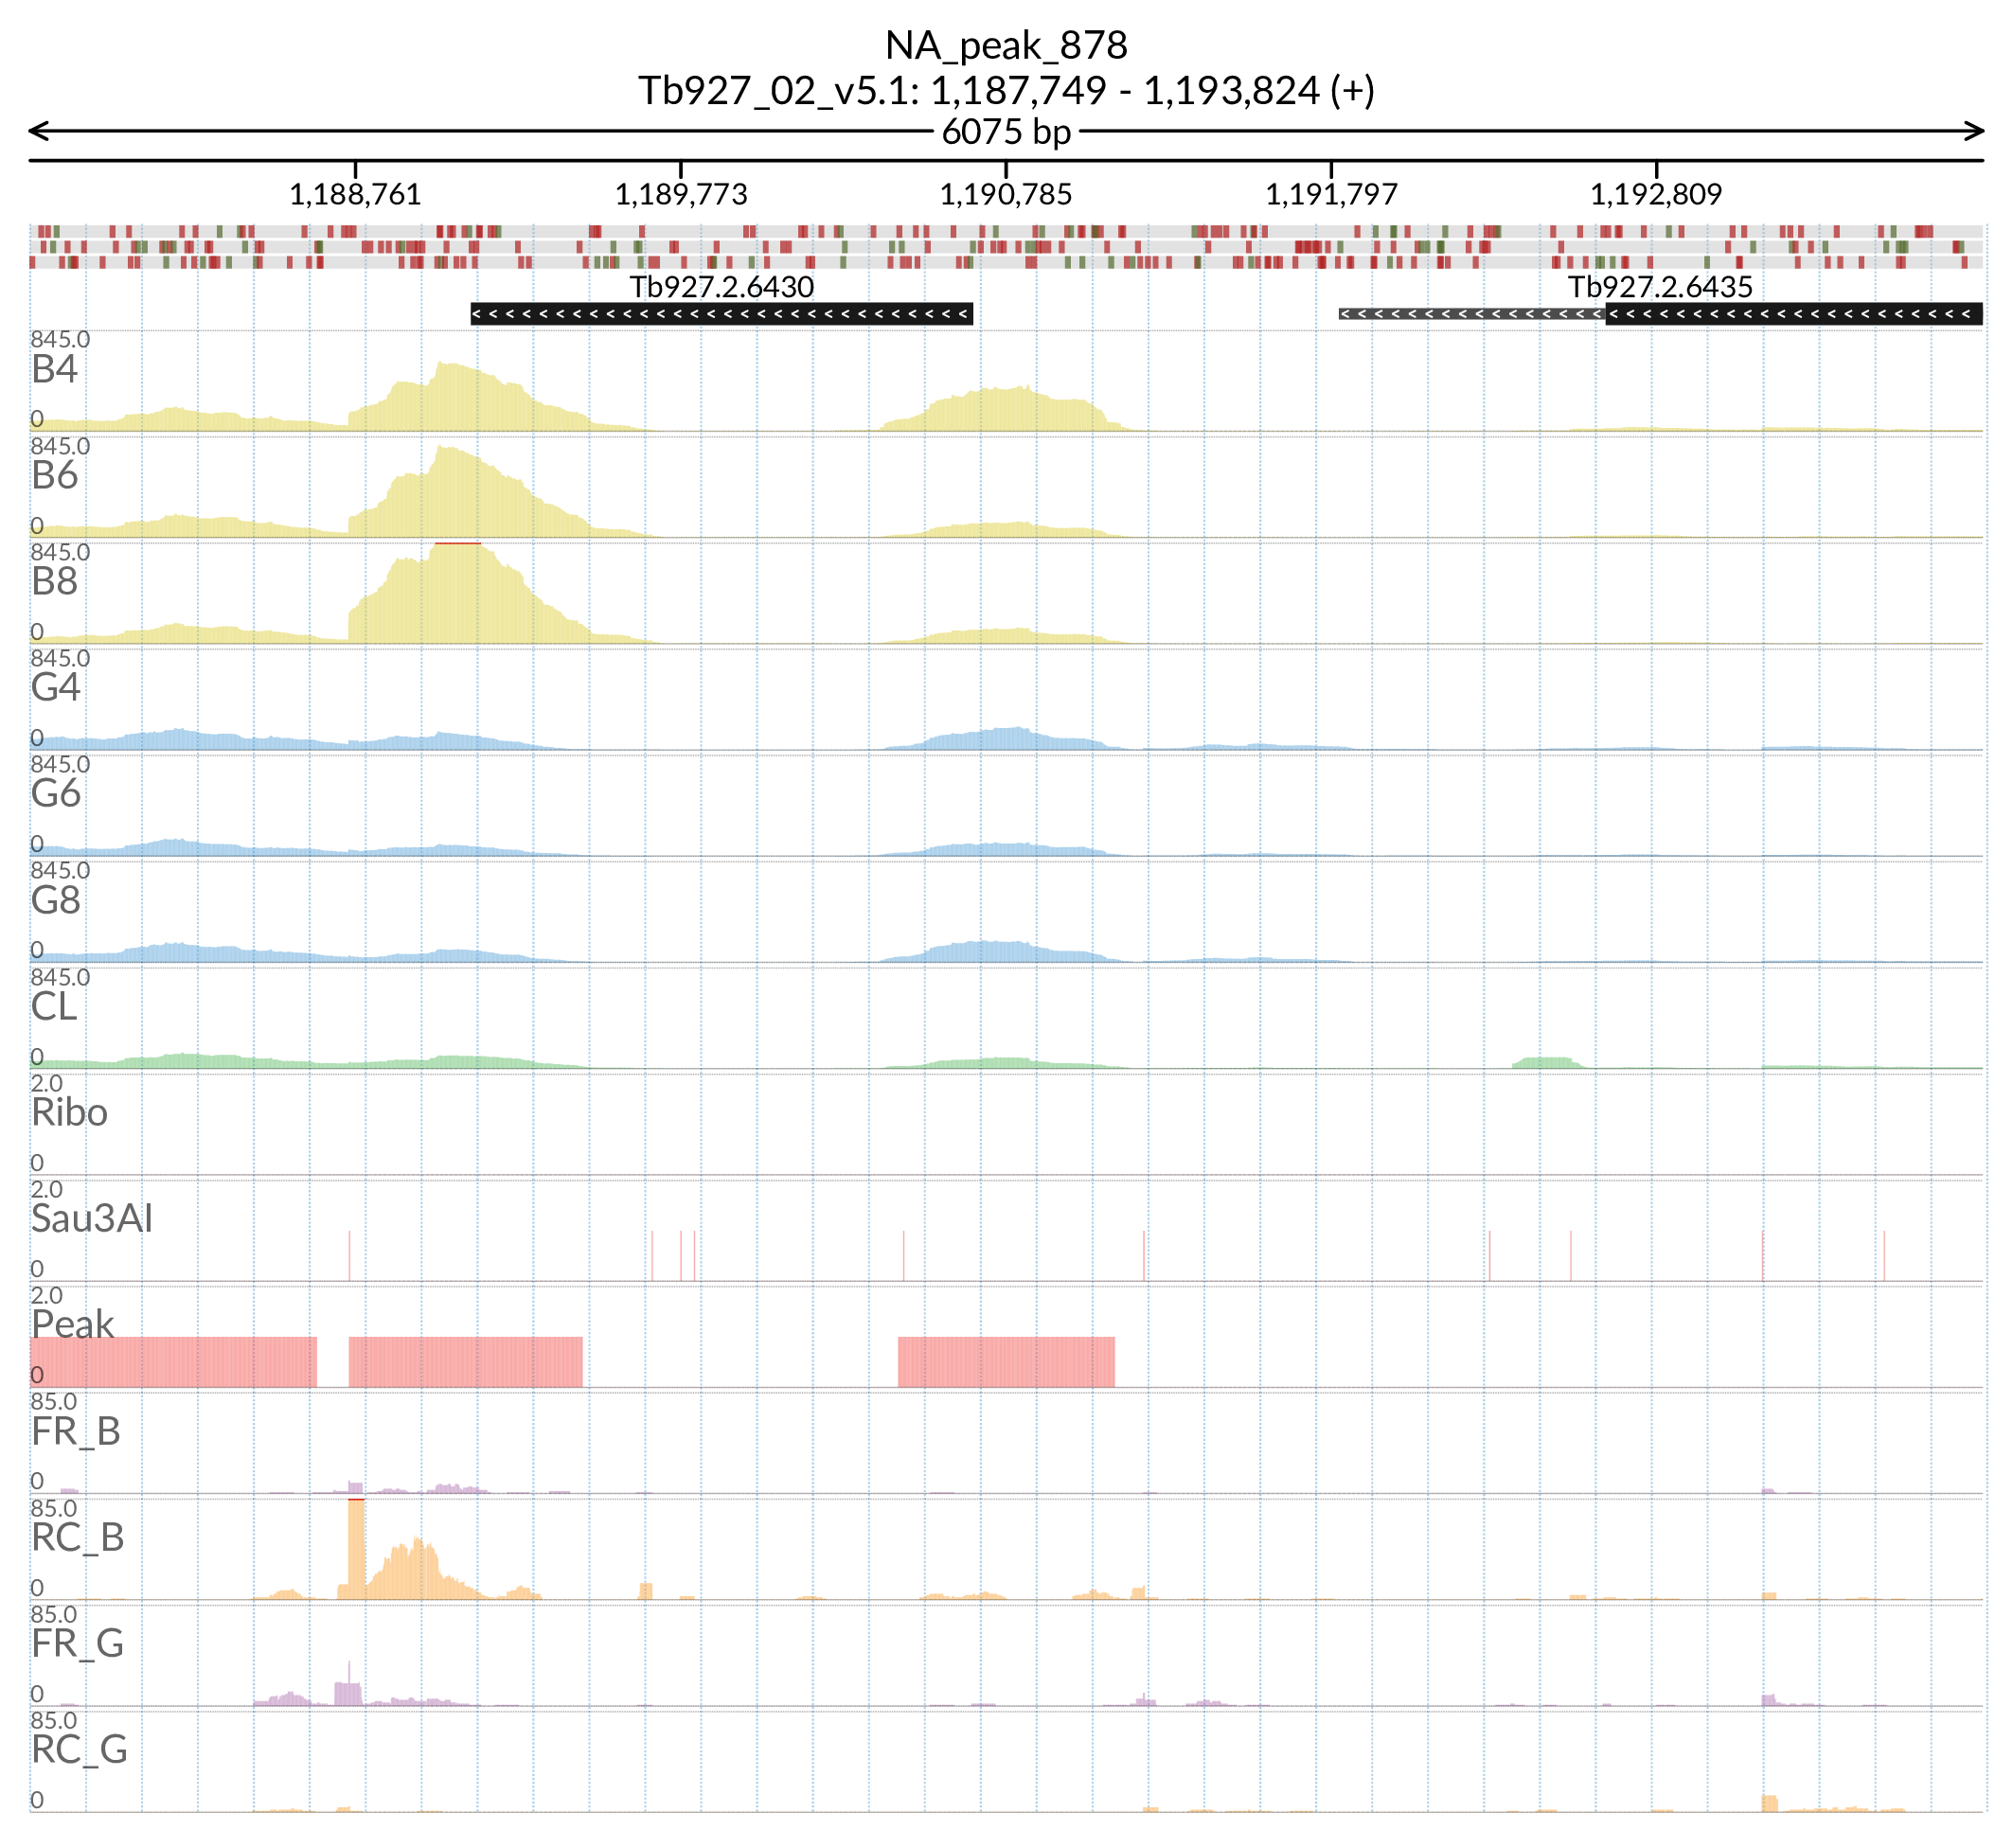 NA_peak_878
Tb927_02_v5.1: 1,187,749 - 1,193,824 (+)
6075 bp
1,188,761 1,189,773 1,190,785 1,191,797 1,192,809
Tb927.2.6430 Tb927.2.6435
845.0
B4
0
845.0
B6
0
845.0
B8
0
845.0
G4
0
845.0
G6
0
845.0
G8
0
845.0
CL
0
2.0
Ribo
0
2.0
Sau3AI
0
2.0
Peak
0
85.0
FR_B
0
85.0
RC_B
0
85.0
FR_G
0
85.0
RC_G
0